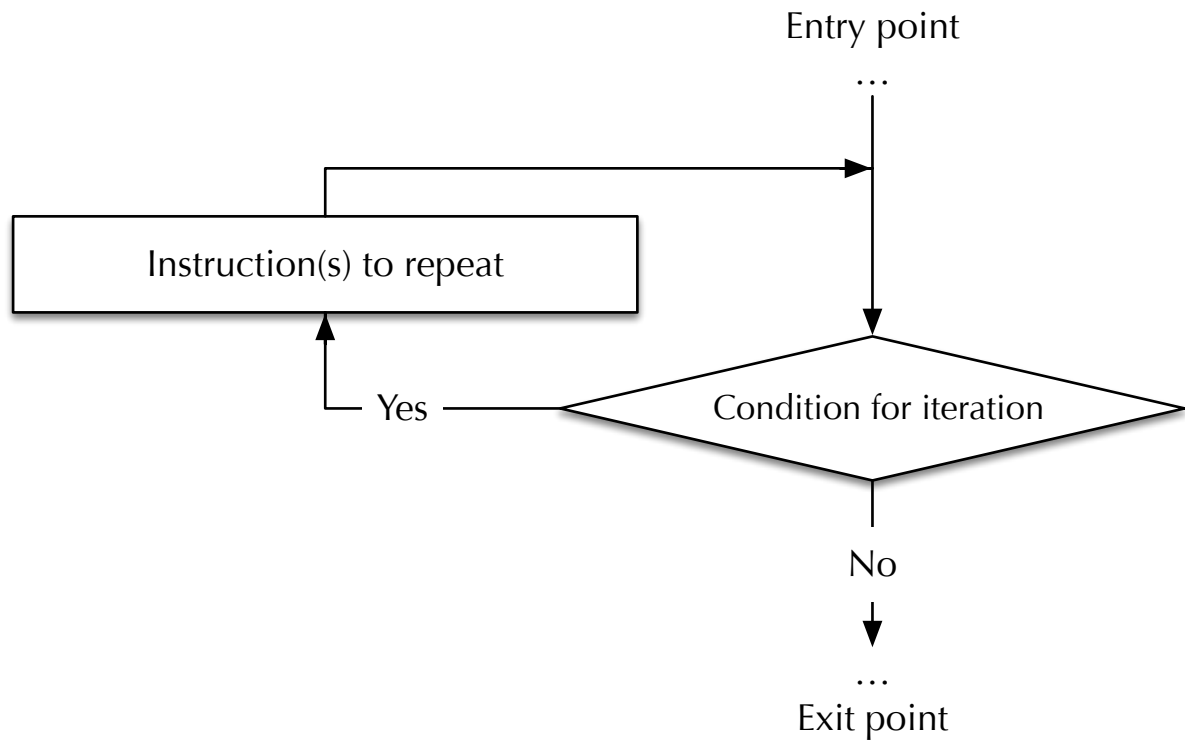 Entry point
…
Instruction(s) to repeat
Yes
Condition for iteration
No
…
Exit point